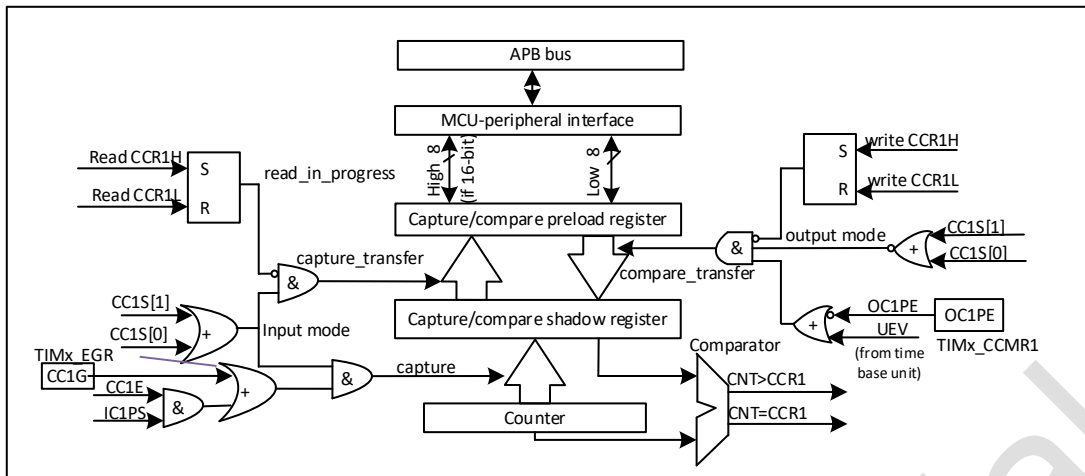 APB bus
MCU-peripheral interface
High 8
(if 16-bit)
Low 8
Read CCR1H
Read CCR1L
S
R
read_in_progress
Capture/compare preload register
S
R
write CCR1H
write CCR1L
&
capture_transfer
&
compare_transfer
output mode
+
CC1S[1]
CC1S[0]
CC1S[1]
CC1S[0]
+
Input mode
Capture/compare shadow register
+
OC1PE
UEV
(from time
base unit)
OC1PE
TIMx_CCMR1
TIMx_EGR
CC1G
CC1E
IC1PS
&
+
&
capture
Counter
Comparator
CNT>CCR1
CNT=CCR1